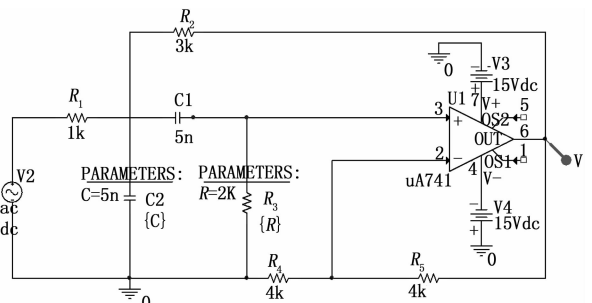 R2
3k
V3
15Vdc
0
R1
1k
C1
5n
U1
3
+
7
V+
5
OS2
6
OUT
1
OS1
2
−
4
V−
uA741
V
V2
ac
dc
PARAMETERS:
C=5n
C2
{C}
PARAMETERS:
R=2K
R3
{R}
V4
15Vdc
0
R4
4k
R5
4k
0